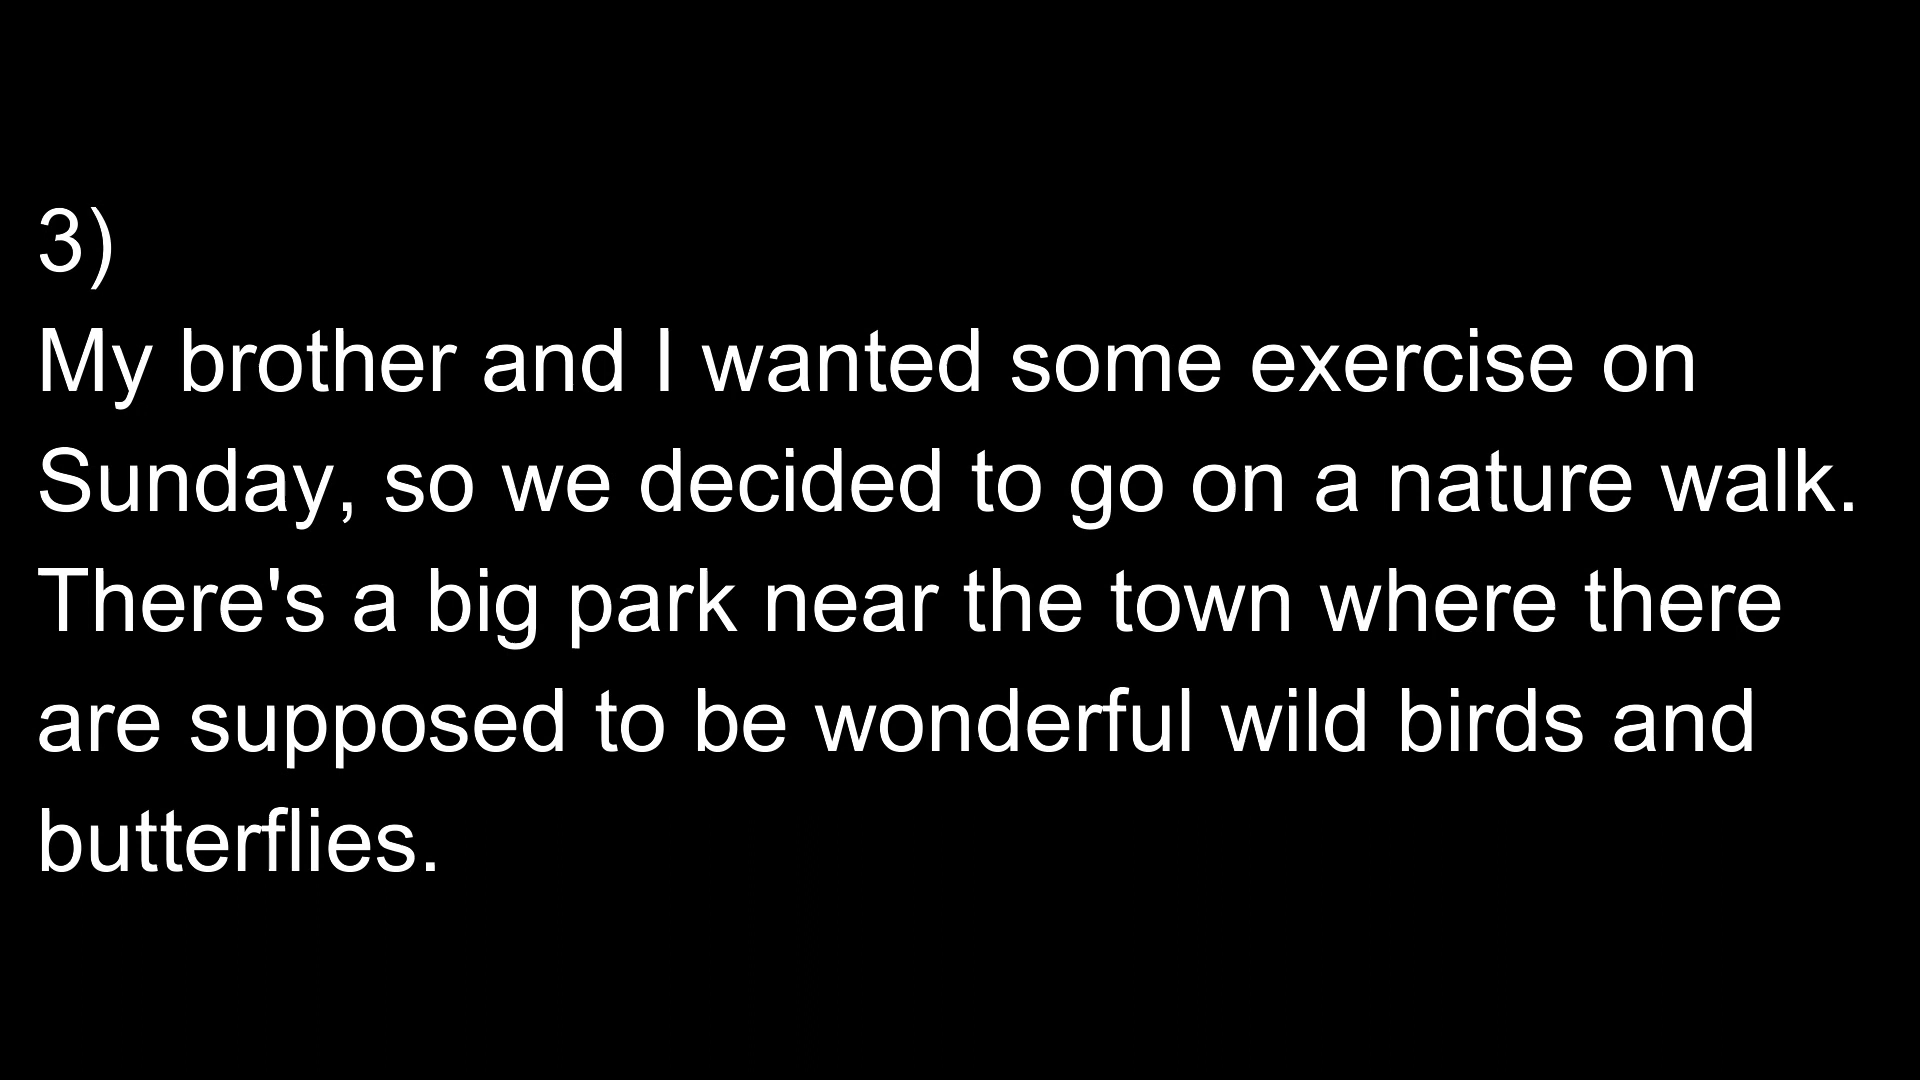 3)
My brother and I wanted some exercise on
Sunday, so we decided to go on a nature walk.
There's a big park near the town where there
are supposed to be wonderful wild birds and
butterflies.